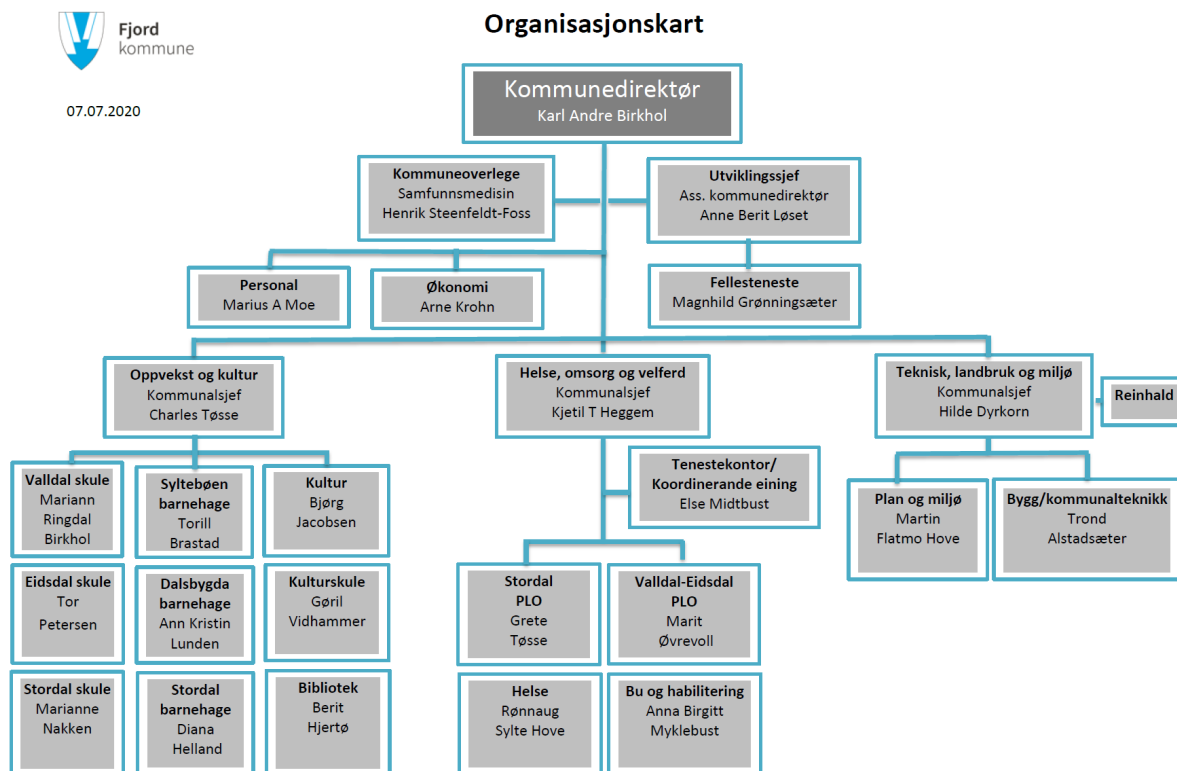 Fjord
kommune
Organisasjonskart
07.07.2020
Kommunedirektør
Karl Andre Birkhol
Kommuneoverlege
Samfunnsmedisin
Henrik Steenfeldt-Foss
Utviklingssjef
Ass. kommunedirektør
Anne Berit Løset
Personal
Marius A Moe
Økonomi
Arne Krohn
Fellesteneste
Magnhild Grønningsæter
Oppvekst og kultur
Kommunalsjef
Charles Tøsse
Helse, omsorg og velferd
Kommunalsjef
Kjetil T Heggem
Teknisk, landbruk og miljø
Kommunalsjef
Hilde Dyrkorn
Reinhald
Valldal skule
Mariann
Ringdal
Birkhol
Syltebøen
barnehage
Torill
Brastad
Kultur
Bjørg
Jacobsen
Tenestekontor/
Koordinerande eining
Else Midtbust
Plan og miljø
Martin
Flatmo Hove
Bygg/kommunalteknikk
Trond
Alstadsæter
Eidsdal skule
Tor
Petersen
Dalsbygda
barnehage
Ann Kristin
Lunden
Kulturskule
Gøril
Vidhammer
Stordal
PLO
Grete
Tøsse
Valldal-Eidsdal
PLO
Marit
Øvrevoll
Stordal skule
Marianne
Nakken
Stordal
barnehage
Diana
Helland
Bibliotek
Berit
Hjertø
Helse
Rønnaug
Sylte Hove
Bu og habilitering
Anna Birgitt
Myklebust